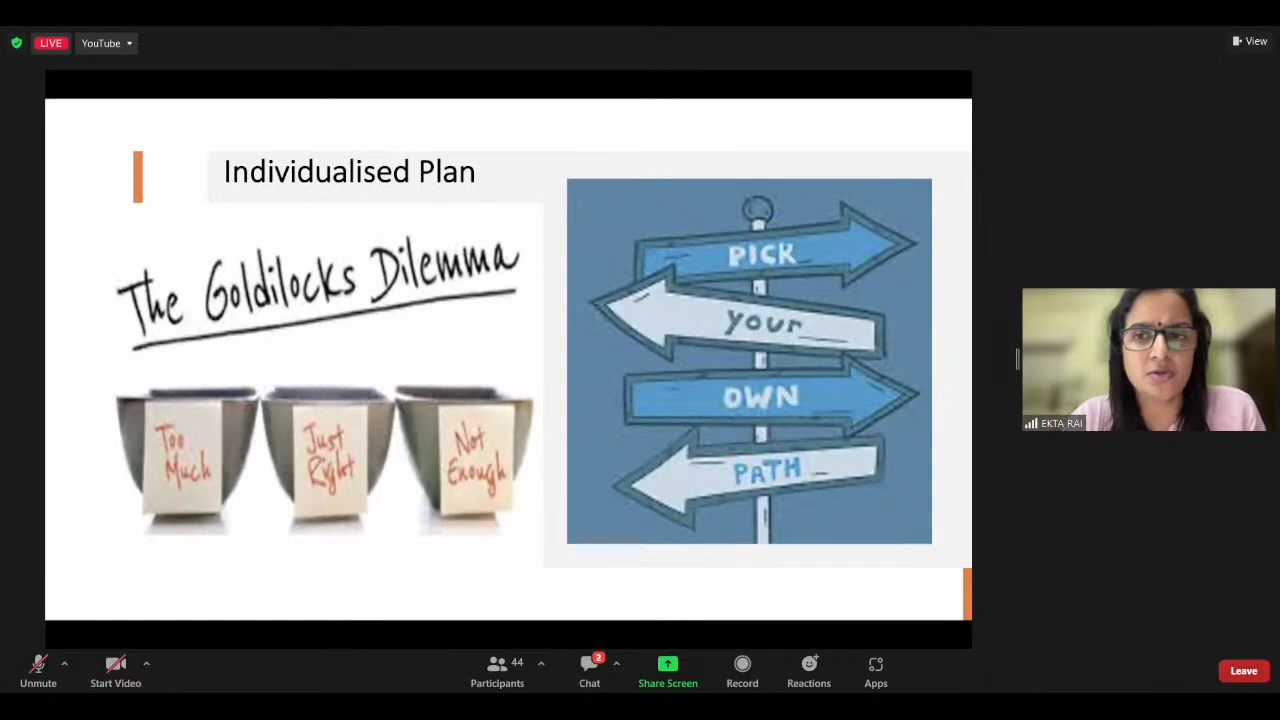 LIVE
YouTube
View
Individualised Plan
The Goldilocks Dilemma
Too
Much
Just
Right
Not
Enough
PICK
your
OWN
PATH
EKTA RAI
Unmute
Start Video
44
Participants
2
Chat
Share Screen
Record
Reactions
Apps
Leave